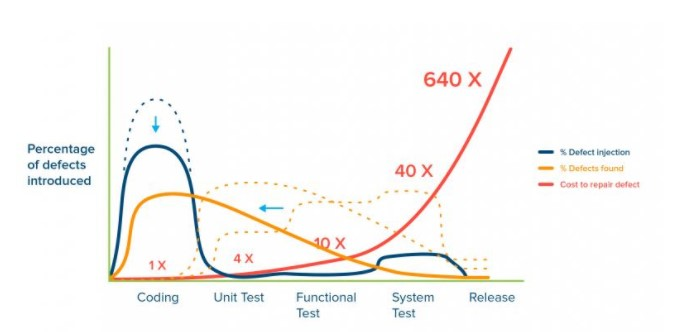 640 X
Percentage
of defects
introduced
% Defect injection
% Defects found
Cost to repair defect
40 X
10 X
4 X
1 X
Coding
Unit Test
Functional
Test
System
Test
Release